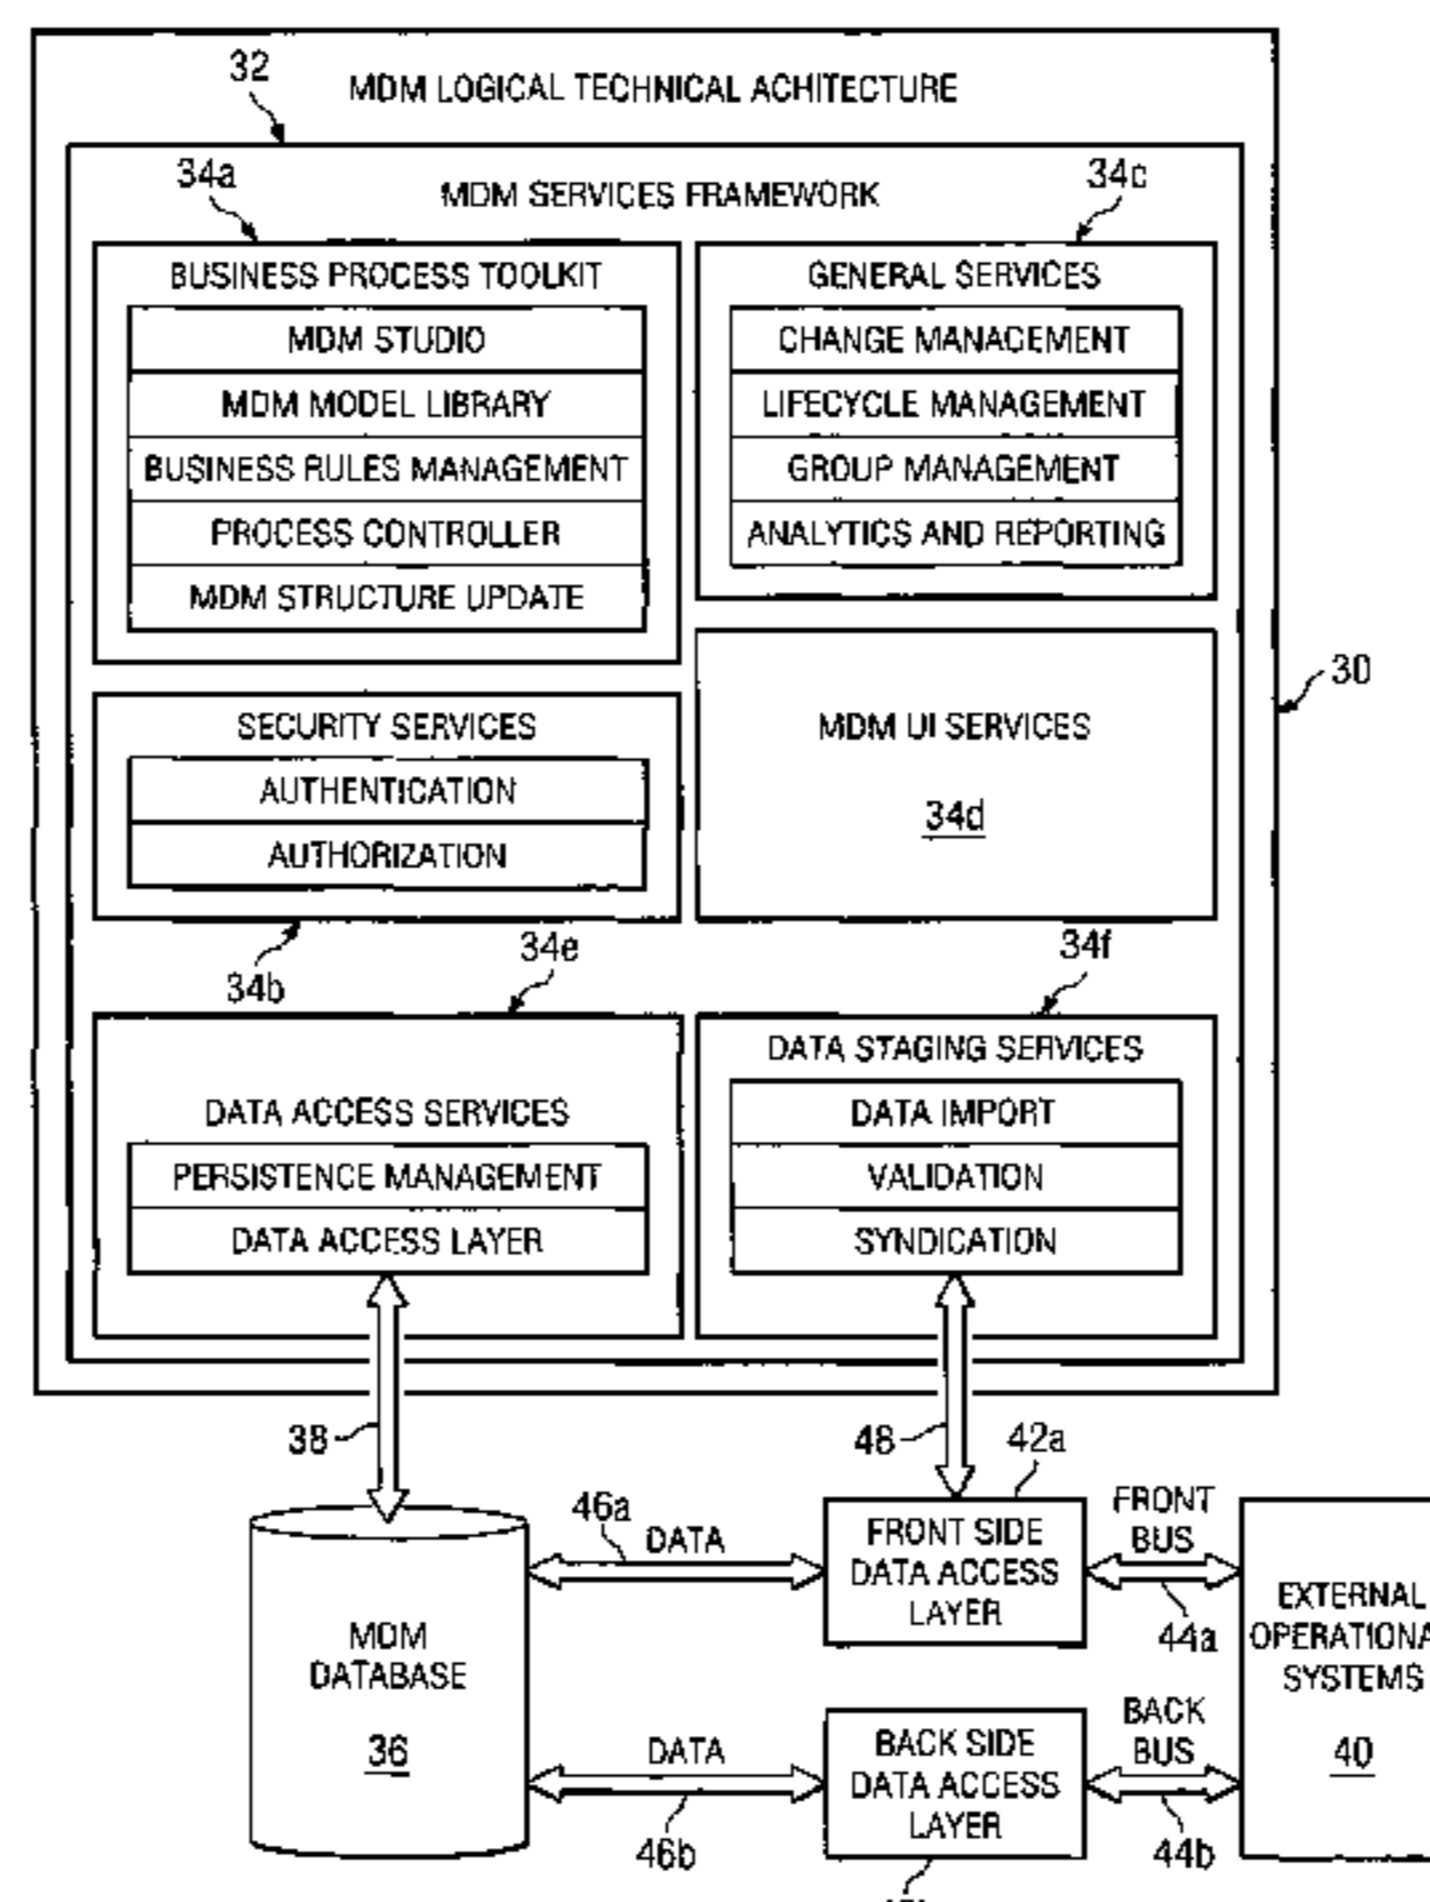 32
MDM LOGICAL TECHNICAL ACHITECTURE
34a
MDM SERVICES FRAMEWORK
34c
BUSINESS PROCESS TOOLKIT
MDM STUDIO
MDM MODEL LIBRARY
BUSINESS RULES MANAGEMENT
PROCESS CONTROLLER
MDM STRUCTURE UPDATE
GENERAL SERVICES
CHANGE MANAGEMENT
LIFECYCLE MANAGEMENT
GROUP MANAGEMENT
ANALYTICS AND REPORTING
30
SECURITY SERVICES
AUTHENTICATION
AUTHORIZATION
34b
MDM UI SERVICES
34d
34e
34f
DATA ACCESS SERVICES
PERSISTENCE MANAGEMENT
DATA ACCESS LAYER
DATA STAGING SERVICES
DATA IMPORT
VALIDATION
SYNDICATION
38
48
42a
46a
DATA
FRONT SIDE
DATA ACCESS
LAYER
FRONT
BUS
44a
MDM
DATABASE
36
EXTERNAL
OPERATIONA
SYSTEMS
40
DATA
46b
BACK SIDE
DATA ACCESS
LAYER
BACK
BUS
44b